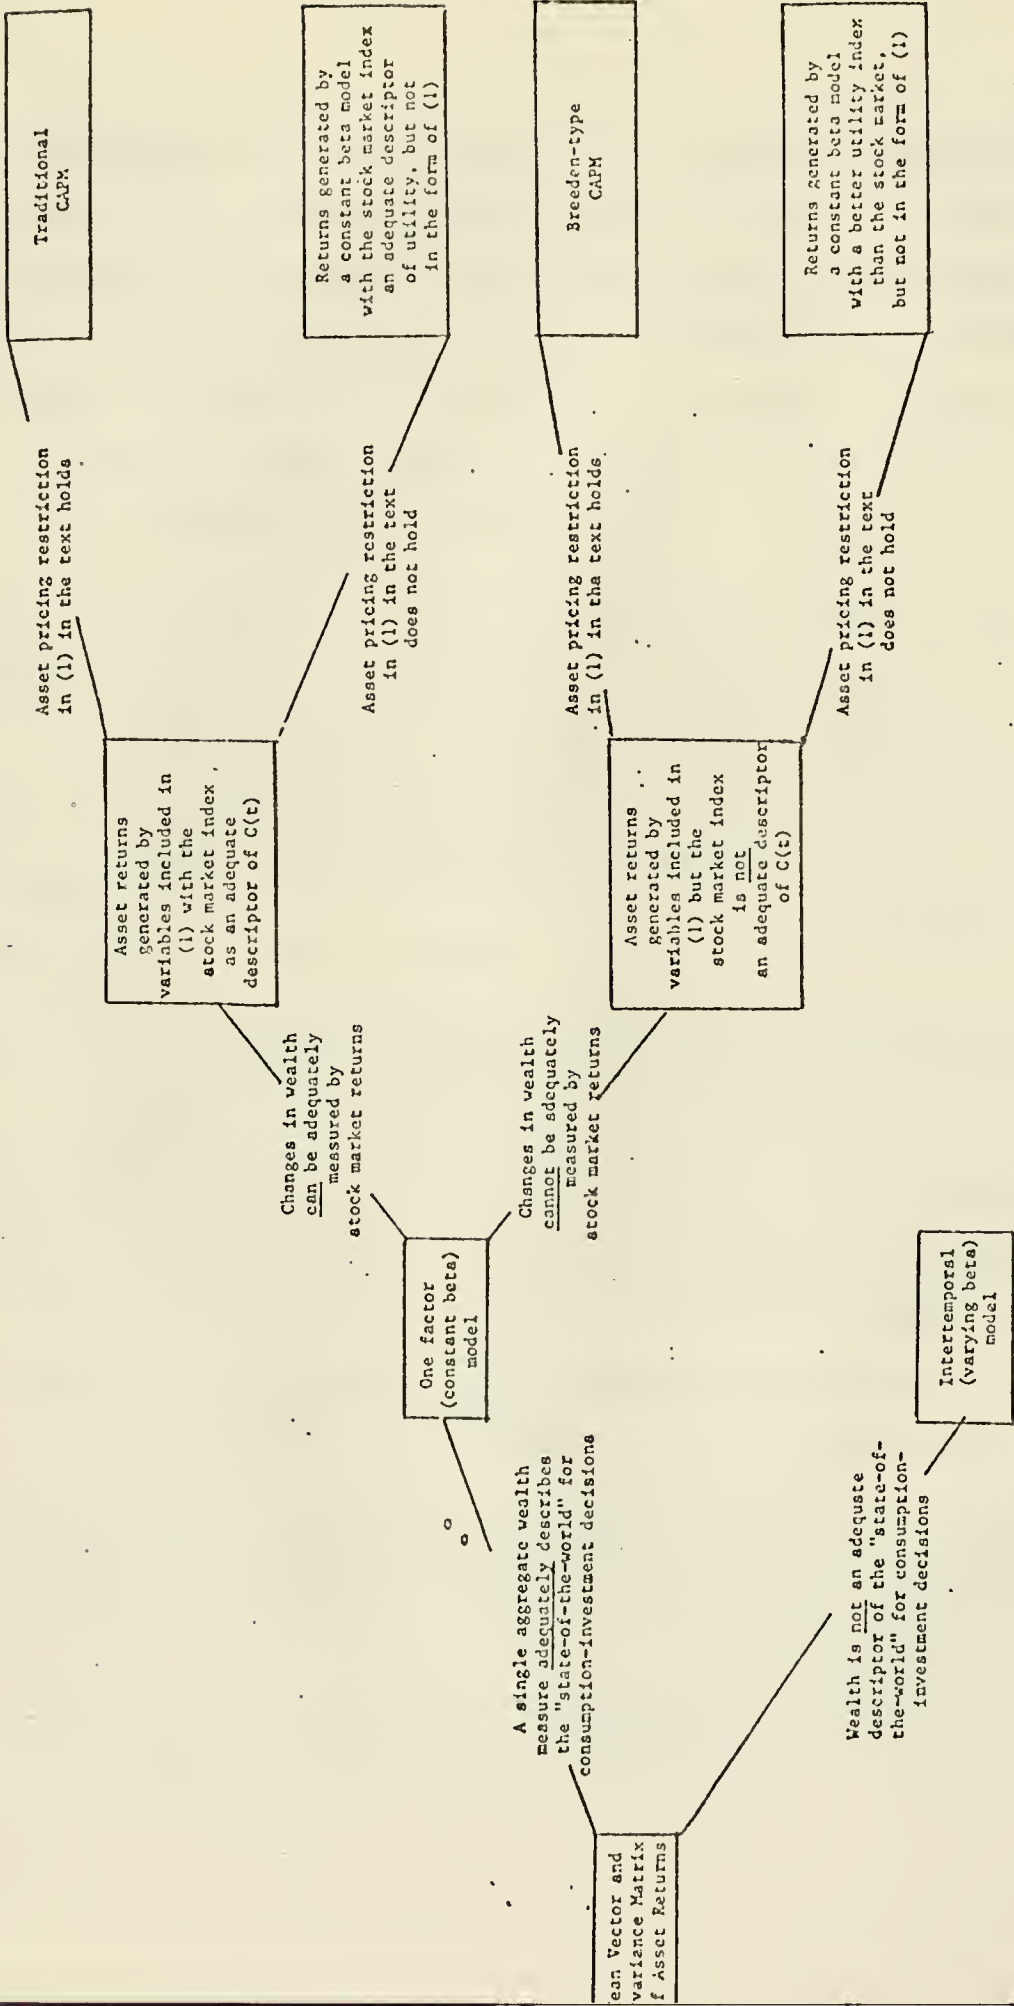 ean Vector and
variance Matrix
f Asset Returns
A single aggregate wealth
measure adequately describes
the "state-of-the-world" for
consumption-investment decisions
Wealth is not an adequste
descriptor of the "state-of-
the-world" for consumption-
investment decisions
One factor
(constant beta)
model
Intertemporal
(varying beta)
model
Changes in wealth
can be adequately
measured by
stock market returns
Changes in wealth
cannot be adequately
measured by
stock market returns
Asset returns
generated by
variables included in
(1) with the
stock market index
as an adequate
descriptor of C(t)
Asset returns
generated by
variables included in
(1) but the
stock market index
is not
an adequate descriptor
of C(t)
Asset pricing restriction
in (1) in the text holds
Asset pricing restriction
in (1) in the text
does not hold
Asset pricing restriction
in (1) in the text holds
Asset pricing restriction
in (1) in the text
does not hold
Traditional
CAPM
Returns generated by
a constant beta model
with the stock market index
an adequate descriptor
of utility, but not
in the form of (1)
Breeden-type
CAPM
Returns generated by
a constant beta model
with a better utility index
than the stock market,
but not in the form of (1)